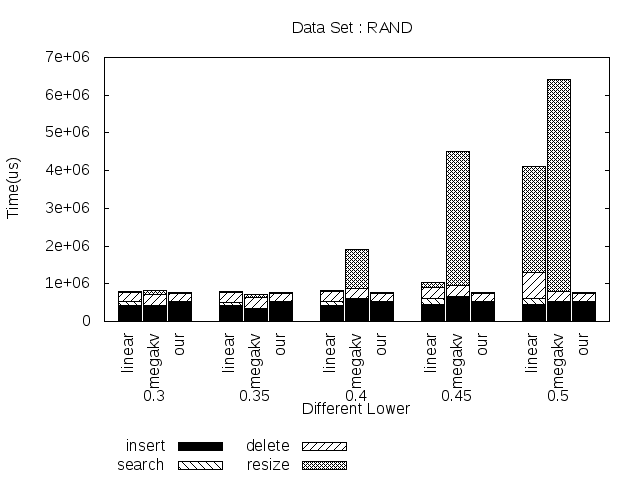 Data Set : RAND
7e+06
6e+06
5e+06
4e+06
3e+06
2e+06
1e+06
0
Time(us)
linear megakv our linear megakv our linear megakv our linear megakv our linear megakv our
0.3 0.35 0.4 0.45 0.5
Different Lower
insert delete
search resize